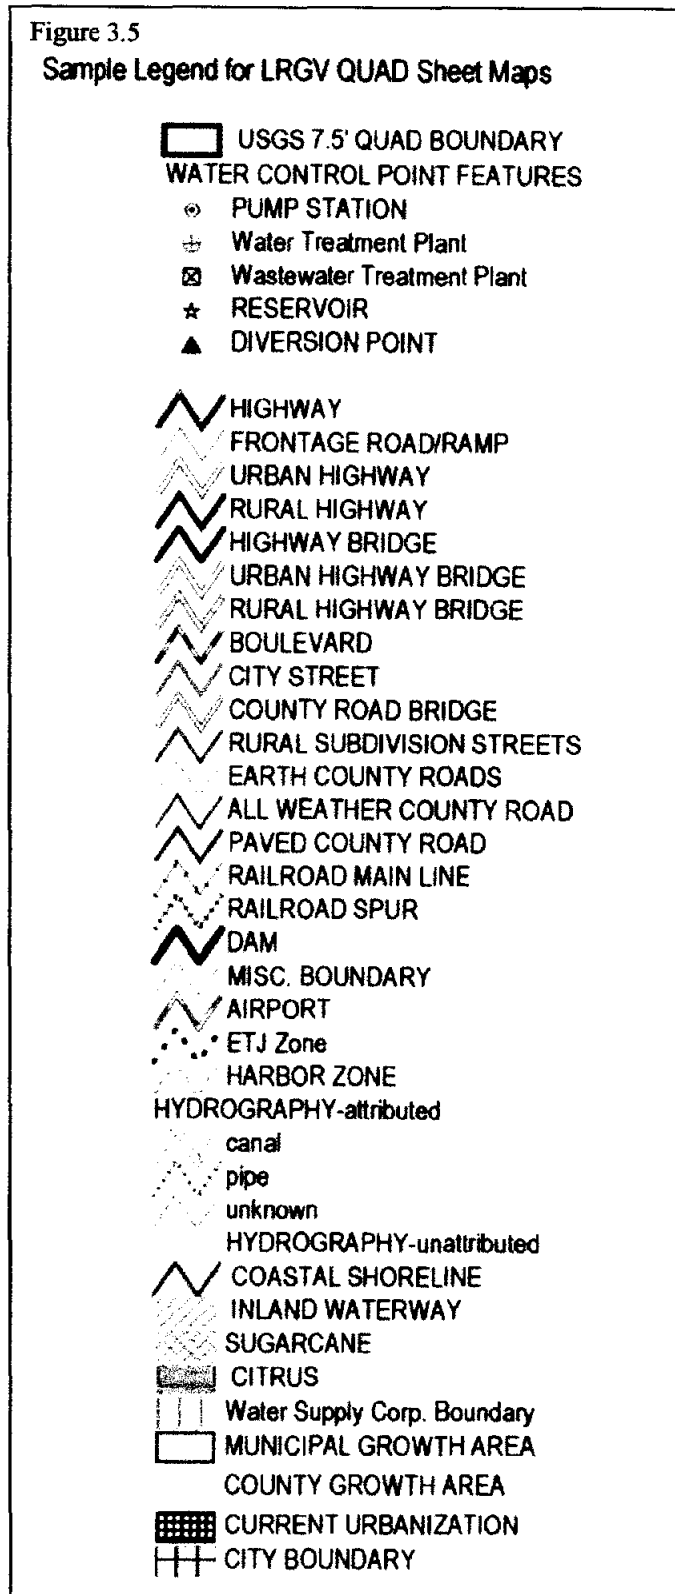 Figure 3.5
Sample Legend for LRGV QUAD Sheet Maps
USGS 7.5' QUAD BOUNDARY
WATER CONTROL POINT FEATURES
PUMP STATION
Water Treatment Plant
Wastewater Treatment Plant
RESERVOIR
DIVERSION POINT
HIGHWAY
FRONTAGE ROAD/RAMP
URBAN HIGHWAY
RURAL HIGHWAY
HIGHWAY BRIDGE
URBAN HIGHWAY BRIDGE
RURAL HIGHWAY BRIDGE
BOULEVARD
CITY STREET
COUNTY ROAD BRIDGE
RURAL SUBDIVISION STREETS
EARTH COUNTY ROADS
ALL WEATHER COUNTY ROAD
PAVED COUNTY ROAD
RAILROAD MAIN LINE
RAILROAD SPUR
DAM
MISC. BOUNDARY
AIRPORT
ETJ Zone
HARBOR ZONE
HYDROGRAPHY-attributed
canal
pipe
unknown
HYDROGRAPHY-unattributed
COASTAL SHORELINE
INLAND WATERWAY
SUGARCANE
CITRUS
Water Supply Corp. Boundary
MUNICIPAL GROWTH AREA
COUNTY GROWTH AREA
CURRENT URBANIZATION
CITY BOUNDARY